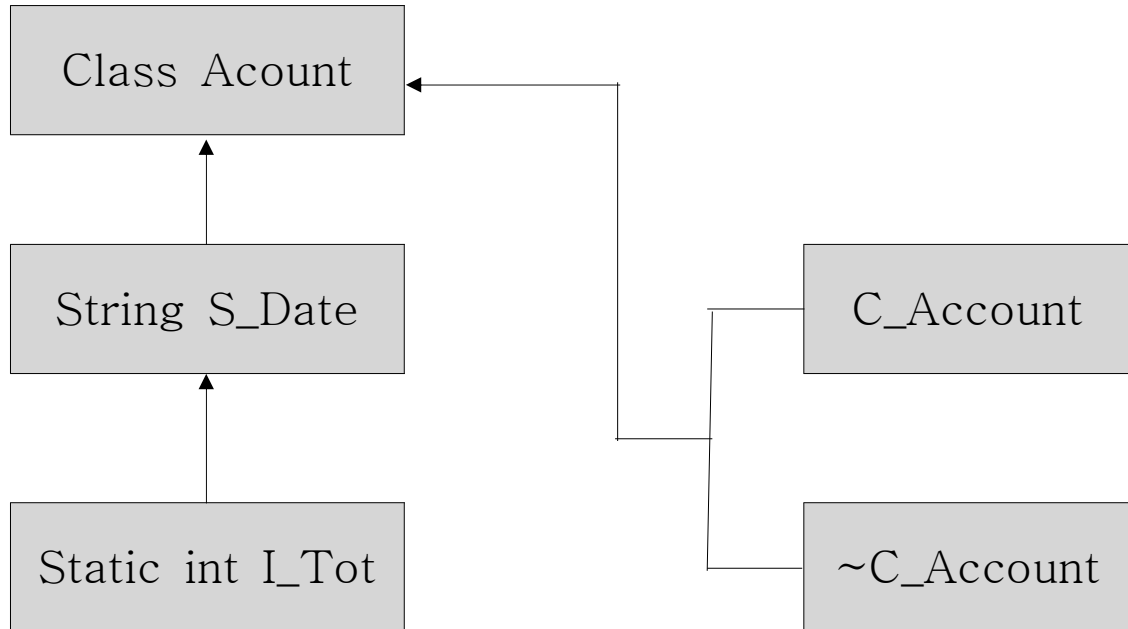 Class Acount
String S_Date
C_Account
Static int I_Tot
~C_Account